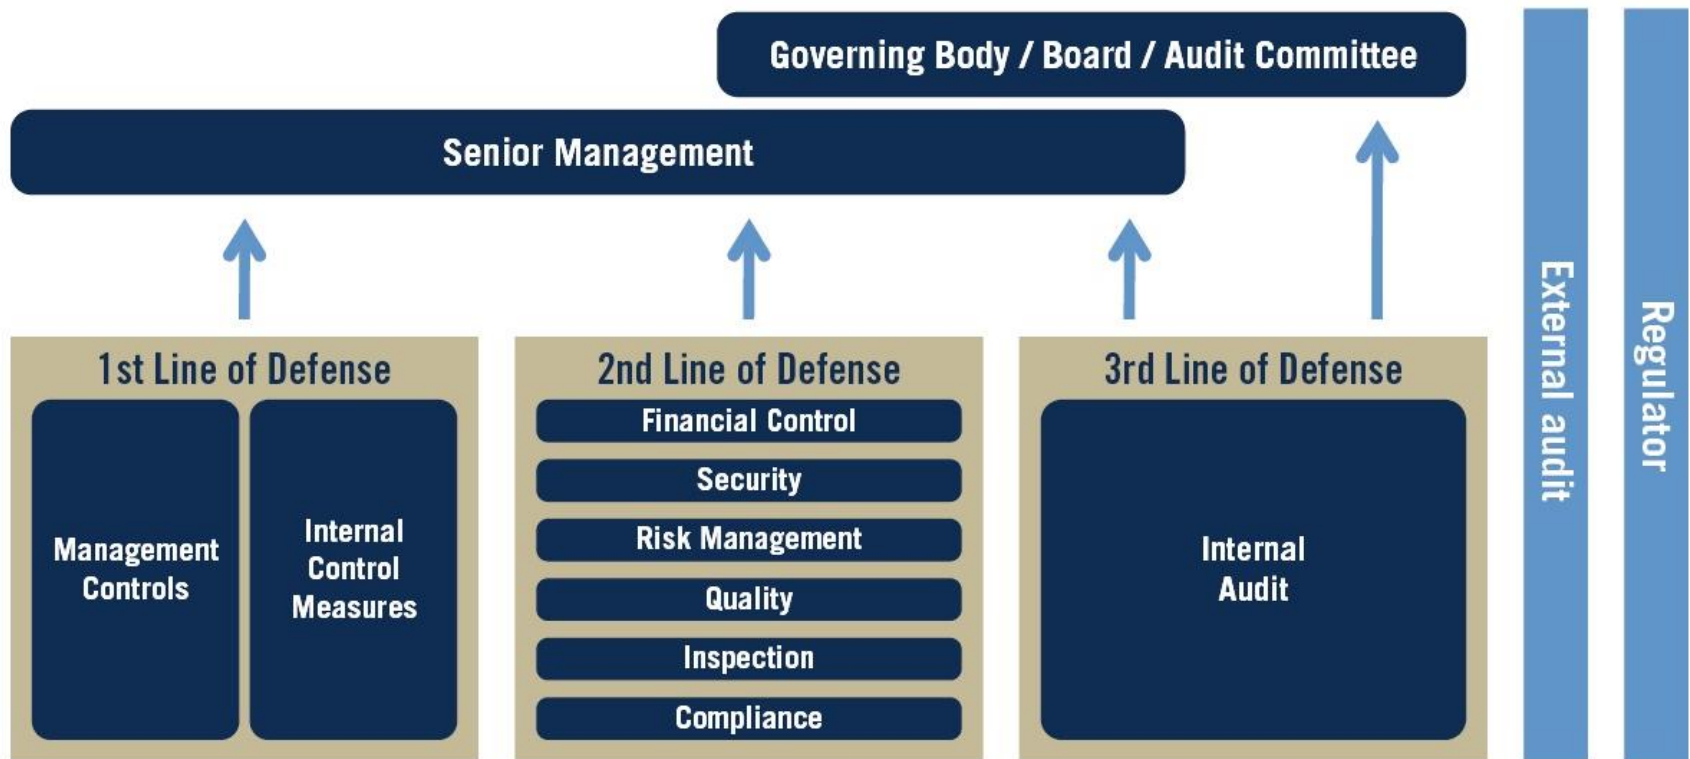 Governing Body / Board / Audit Committee
Senior Management
1st Line of Defense
Management
Controls
Internal
Control
Measures
2nd Line of Defense
Financial Control
Security
Risk Management
Quality
Inspection
Compliance
3rd Line of Defense
Internal
Audit
External audit
Regulator